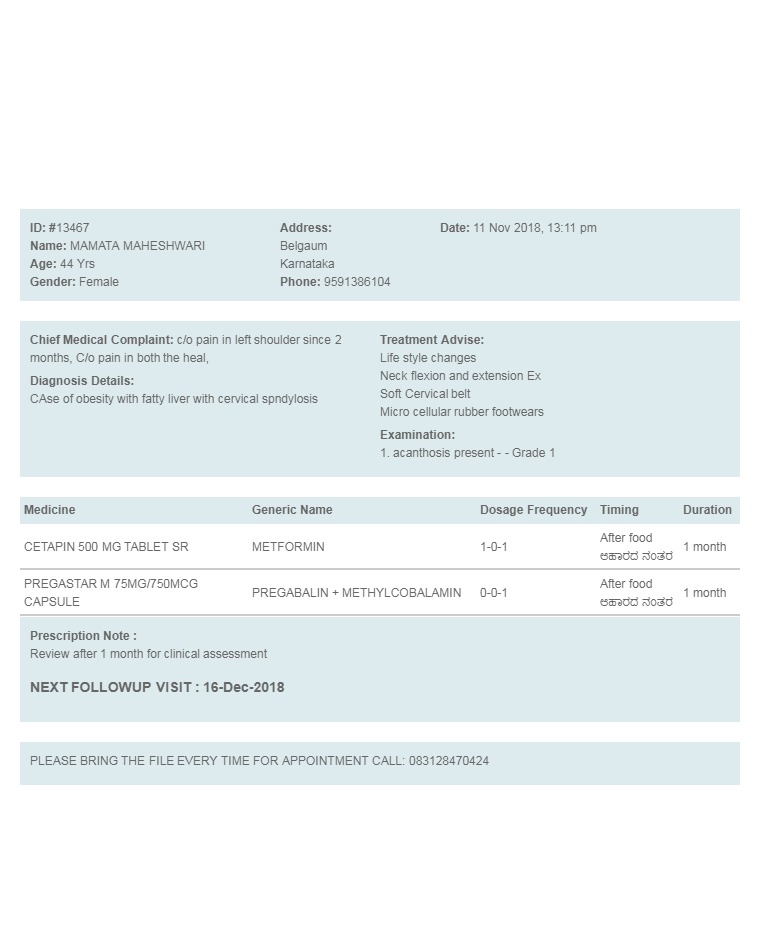 ID: #13467
Name: MAMATA MAHESHWARI
Age: 44 Yrs
Gender: Female
Address:
Belgaum
Karnataka
Phone: 9591386104
Date: 11 Nov 2018, 13:11 pm
Chief Medical Complaint: c/o pain in left shoulder since 2
months, C/o pain in both the heal,
Diagnosis Details:
CAse of obesity with fatty liver with cervical spndylosis
Treatment Advise:
Life style changes
Neck flexion and extension Ex
Soft Cervical belt
Micro cellular rubber footwears
Examination:
1. acanthosis present - - Grade 1
Medicine Generic Name Dosage Frequency Timing Duration
CETAPIN 500 MG TABLET SR METFORMIN 1-0-1 After food 1 month
ಆಹಾರದ ನಂತರ
PREGASTAR M 75MG/750MCG PREGABALIN + METHYLCOBALAMIN 0-0-1 After food 1 month
CAPSULE ಆಹಾರದ ನಂತರ
Prescription Note :
Review after 1 month for clinical assessment
NEXT FOLLOWUP VISIT : 16-Dec-2018
PLEASE BRING THE FILE EVERY TIME FOR APPOINTMENT CALL: 083128470424